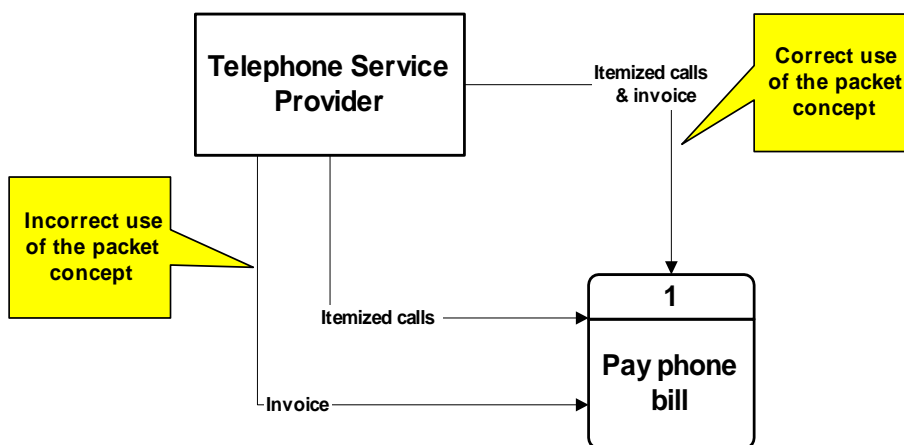 Telephone Service
Provider
Itemized calls
& invoice
Correct use
of the packet
concept
Incorrect use
of the packet
concept
1
Itemized calls
Pay phone
bill
Invoice